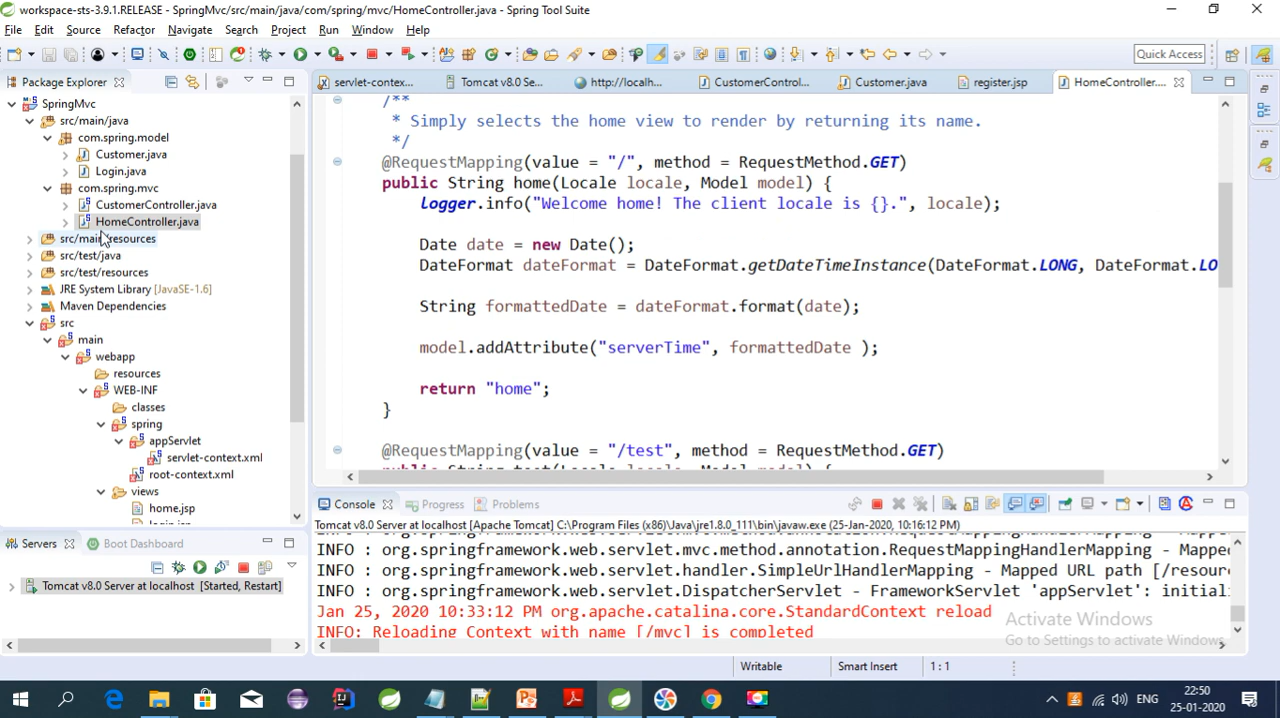 workspace-sts-3.9.1.RELEASE - SpringMvc/src/main/java/com/spring/mvc/HomeController.java - Spring Tool Suite
File Edit Source Refactor Navigate Search Project Run Window Help
Quick Access
Package Explorer
servlet-contex...
Tomcat v8.0 Se...
http://localh...
CustomerControl...
Customer.java
register.jsp
HomeController....
SpringMvc
src/main/java
com.spring.model
Customer.java
Login.java
com.spring.mvc
CustomerController.java
HomeController.java
src/main/resources
src/test/java
src/test/resources
JRE System Library [JavaSE-1.6]
Maven Dependencies
src
main
webapp
resources
WEB-INF
classes
spring
appServlet
servlet-context.xml
root-context.xml
views
home.jsp
/**
* Simply selects the home view to render by returning its name.
*/
@RequestMapping(value = "/", method = RequestMethod.GET)
public String home(Locale locale, Model model) {
logger.info("Welcome home! The client locale is {}.", locale);
Date date = new Date();
DateFormat dateFormat = DateFormat.getDateTimeInstance(DateFormat.LONG, DateFormat.LO
String formattedDate = dateFormat.format(date);
model.addAttribute("serverTime", formattedDate );
return "home";
}
@RequestMapping(value = "/test", method = RequestMethod.GET)
Servers
Boot Dashboard
Tomcat v8.0 Server at localhost [Started, Restart]
Console
Progress
Problems
Tomcat v8.0 Server at localhost [Apache Tomcat] C:\Program Files (x86)\Java\jre1.8.0_111\bin\javaw.exe (25-Jan-2020, 10:16:12 PM)
INFO : org.springframework.web.servlet.mvc.method.annotation.RequestMappingHandlerMapping - Mapped
INFO : org.springframework.web.servlet.handler.SimpleUrlHandlerMapping - Mapped URL path [/resour
INFO : org.springframework.web.servlet.DispatcherServlet - FrameworkServlet 'appServlet': initial
Jan 25, 2020 10:33:12 PM org.apache.catalina.core.StandardContext reload
INFO: Reloading Context with name [/mvc] is completed
Activate Windows
Go to Settings to activate Windows.
Writable
Smart Insert
1 : 1
ENG
22:50
25-01-2020